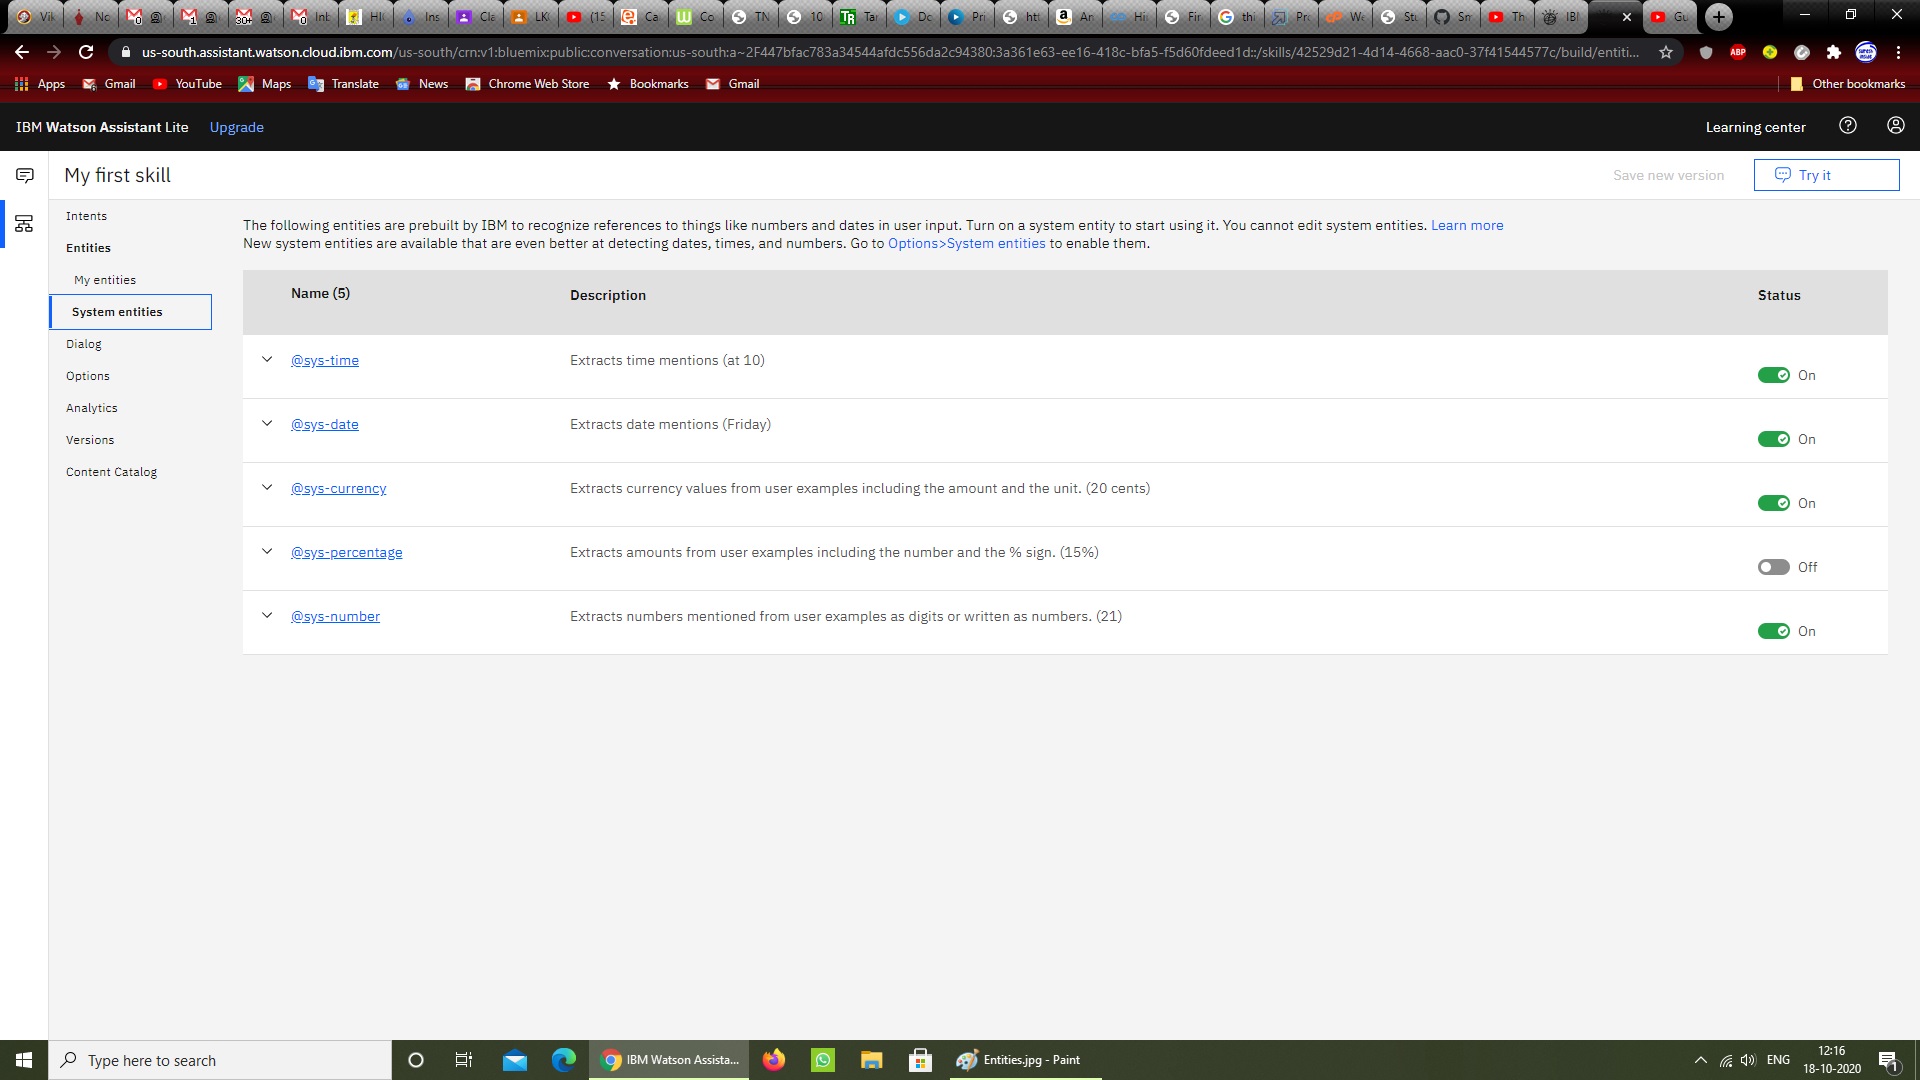 Vik
No
Inb
Ins
Cla
LK
(15
Ca
Co
TN
10
Tar
Do
Pri
htt
An
Hi
Fir
thi
Pro
We
Stu
Sm
Th
IBI
Gu
us-south.assistant.watson.cloud.ibm.com/us-south/crn:v1:bluemix:public:conversation:us-south:a~2F447bfac783a34544afdc556da2c94380:3a361e63-ee16-418c-bfa5-f5d60fdeed1d::/skills/42529d21-4d14-4668-aac0-37f41544577c/build/entiti...
ABP
Apps Gmail YouTube Maps Translate News Chrome Web Store Bookmarks Gmail Other bookmarks
IBM Watson Assistant Lite Upgrade Learning center
My first skill Save new version Try it
Intents
Entities
My entities
System entities
Dialog
Options
Analytics
Versions
Content Catalog
The following entities are prebuilt by IBM to recognize references to things like numbers and dates in user input. Turn on a system entity to start using it. You cannot edit system entities. Learn more
New system entities are available that are even better at detecting dates, times, and numbers. Go to Options>System entities to enable them.
Name (5) Description Status
@sys-time Extracts time mentions (at 10) On
@sys-date Extracts date mentions (Friday) On
@sys-currency Extracts currency values from user examples including the amount and the unit. (20 cents) On
@sys-percentage Extracts amounts from user examples including the number and the % sign. (15%) Off
@sys-number Extracts numbers mentioned from user examples as digits or written as numbers. (21) On
Type here to search
IBM Watson Assista...
Entities.jpg - Paint
ENG
12:16
18-10-2020
1